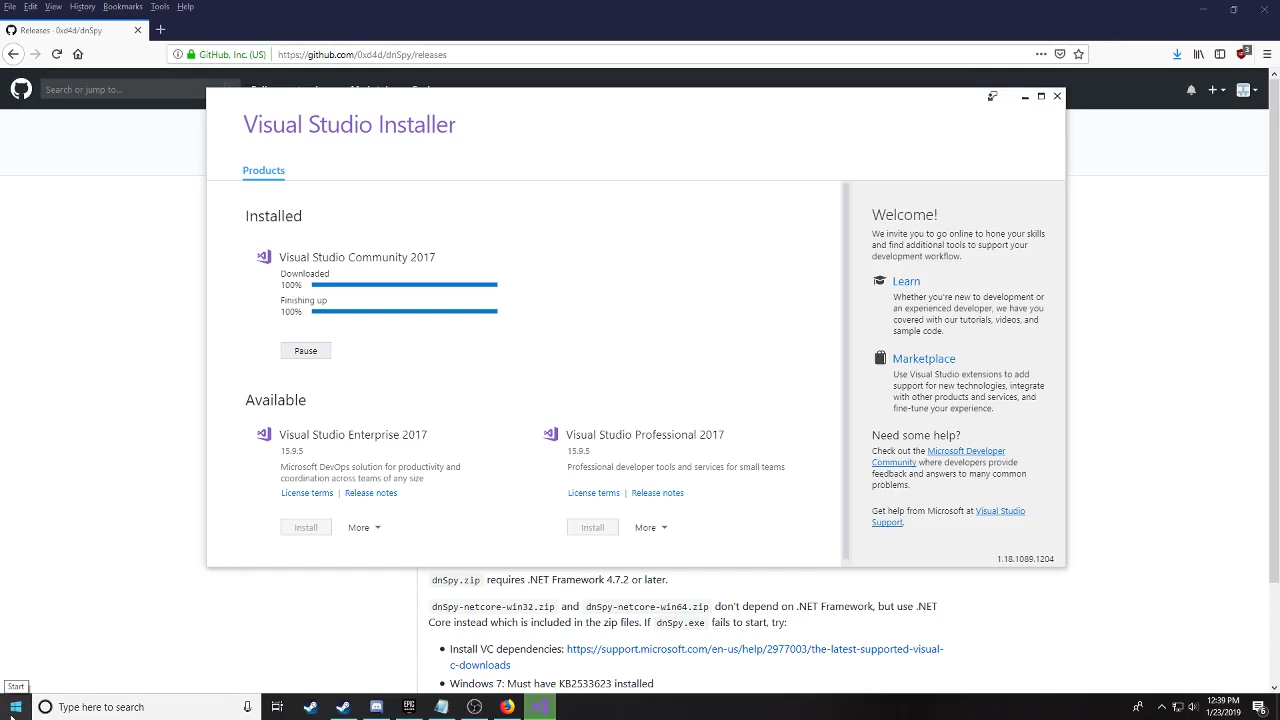 File Edit View History Bookmarks Tools Help
Releases · 0xd4d/dnSpy
GitHub, Inc. (US) https://github.com/0xd4d/dnSpy/releases
3
Search or jump to...
Visual Studio Installer
Products
Installed
Visual Studio Community 2017
Downloaded
100%
Finishing up
100%
Pause
Available
Visual Studio Enterprise 2017
15.9.5
Microsoft DevOps solution for productivity and
coordination across teams of any size
License terms | Release notes
Install More
Visual Studio Professional 2017
15.9.5
Professional developer tools and services for small teams
License terms | Release notes
Install More
Welcome!
We invite you to go online to hone your skills
and find additional tools to support your
development workflow.
Learn
Whether you're new to development or
an experienced developer, we have you
covered with our tutorials, videos, and
sample code.
Marketplace
Use Visual Studio extensions to add
support for new technologies, integrate
with other products and services, and
fine-tune your experience.
Need some help?
Check out the Microsoft Developer
Community where developers provide
feedback and answers to many common
problems.
Get help from Microsoft at Visual Studio
Support.
1.18.1089.1204
dnSpy.zip requires .NET Framework 4.7.2 or later.
dnSpy-netcore-win32.zip and dnSpy-netcore-win64.zip don't depend on .NET Framework, but use .NET
Core instead which is included in the zip files. If dnSpy.exe fails to start, try:
Install VC dependencies: https://support.microsoft.com/en-us/help/2977003/the-latest-supported-visual-
c-downloads
Windows 7: Must have KB2533623 installed
Start
Type here to search
EPIC
12:39 PM
1/23/2019
6